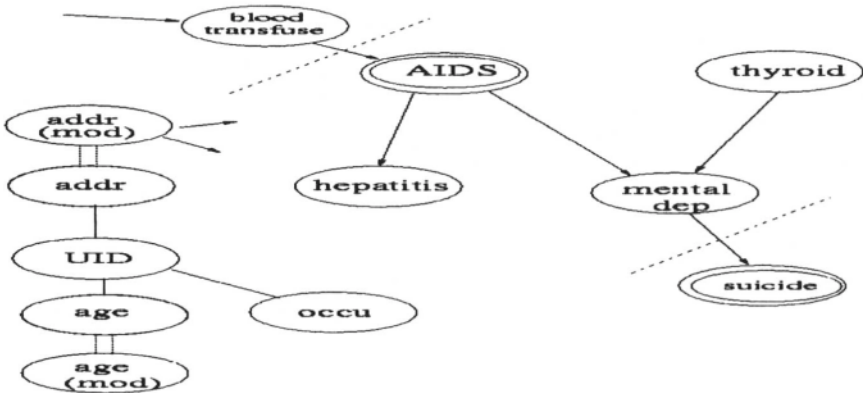 blood
transfuse
AIDS
thyroid
addr
(mod)
addr
hepatitis
mental
dep
UID
suicide
age
occu
age
(mod)